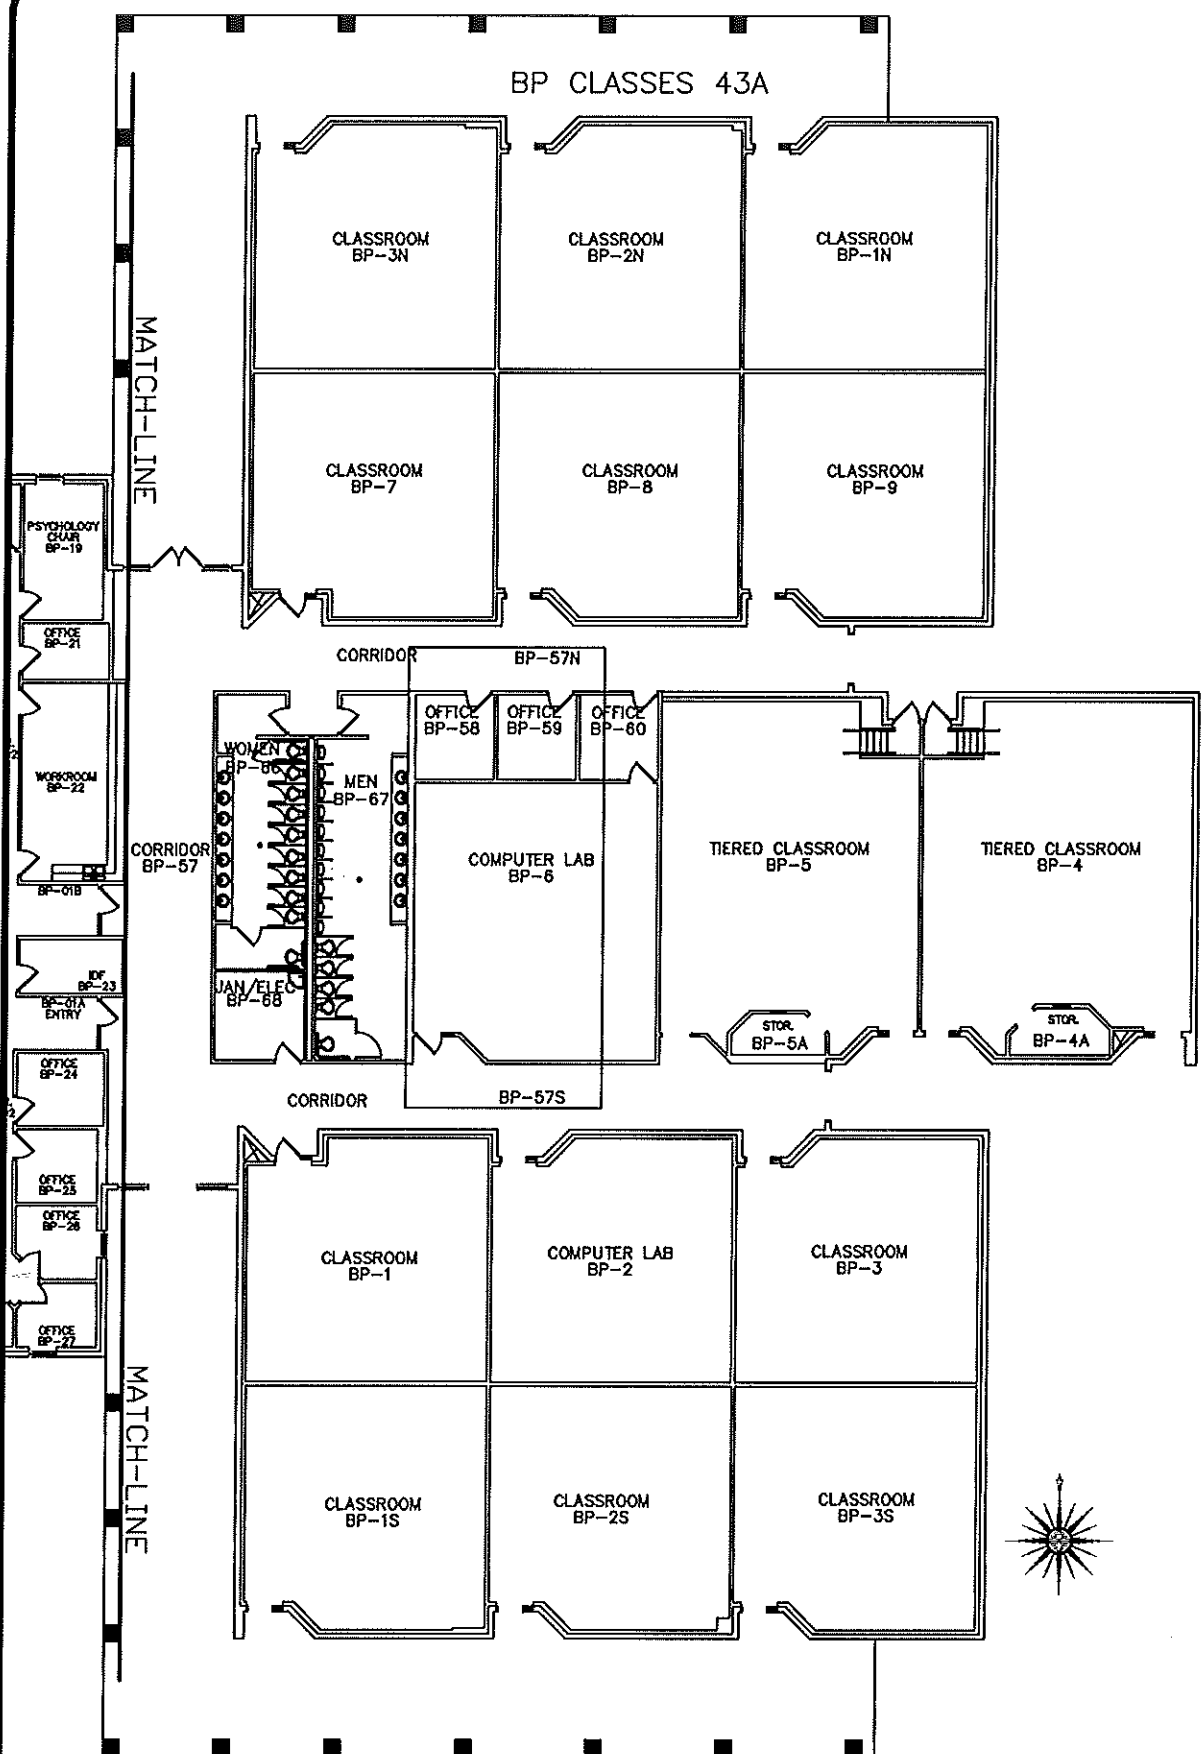 BP CLASSES 43A
CLASSROOM
BP-3N
CLASSROOM
BP-2N
CLASSROOM
BP-1N
MATCH-LINE
CLASSROOM
BP-7
CLASSROOM
BP-8
CLASSROOM
BP-9
PSYCHOLOGY
CHAIR
BP-19
OFFICE
BP-21
CORRIDOR
BP-57N
OFFICE
BP-58
OFFICE
BP-59
OFFICE
BP-60
WOMEN
BP-66
MEN
BP-67
WORKROOM
BP-22
CORRIDOR
BP-57
COMPUTER LAB
BP-6
TIERED CLASSROOM
BP-5
TIERED CLASSROOM
BP-4
BP-01B
IDF
BP-23
BP-01A
ENTRY
JAN/ELEC
BP-68
STOR.
BP-5A
STOR.
BP-4A
OFFICE
BP-24
CORRIDOR
BP-57S
OFFICE
BP-25
OFFICE
BP-26
CLASSROOM
BP-1
COMPUTER LAB
BP-2
CLASSROOM
BP-3
OFFICE
BP-27
MATCH-LINE
CLASSROOM
BP-1S
CLASSROOM
BP-2S
CLASSROOM
BP-3S